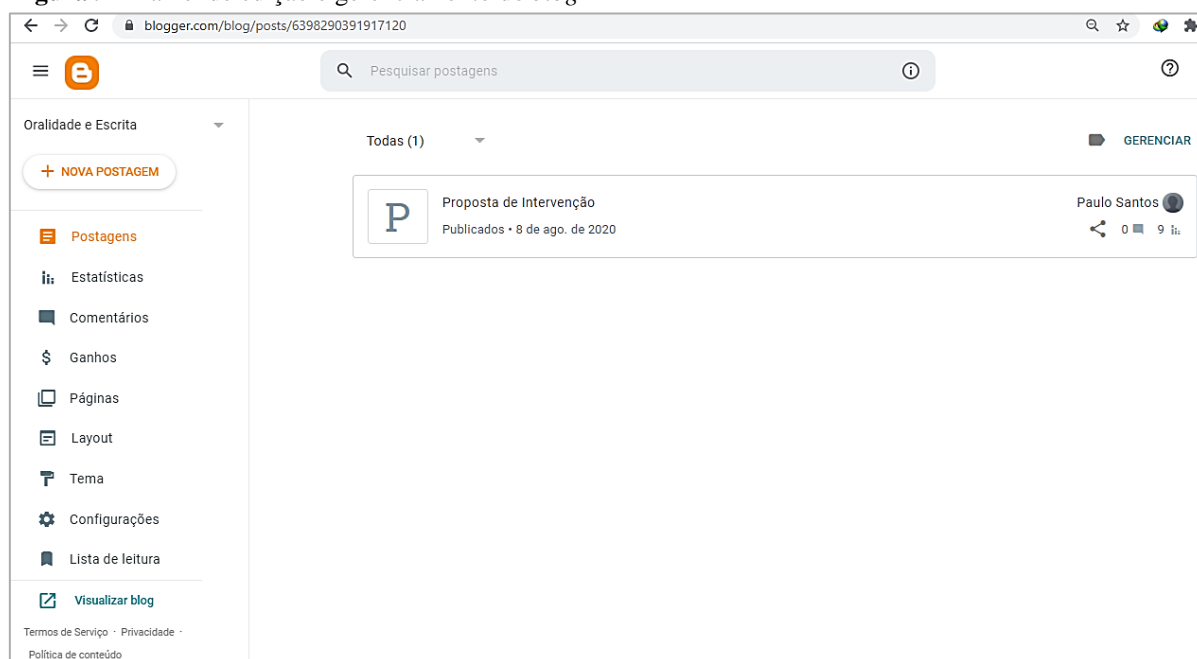 blogger.com/blog/posts/6398290391917120
Pesquisar postagens
Oralidade e Escrita
+ NOVA POSTAGEM
Todas (1)
GERENCIAR
P
Proposta de Intervenção
Paulo Santos
Publicados • 8 de ago. de 2020
0 9
Postagens
Estatísticas
Comentários
Ganhos
Páginas
Layout
Tema
Configurações
Lista de leitura
Visualizar blog
Termos de Serviço · Privacidade ·
Política de conteúdo